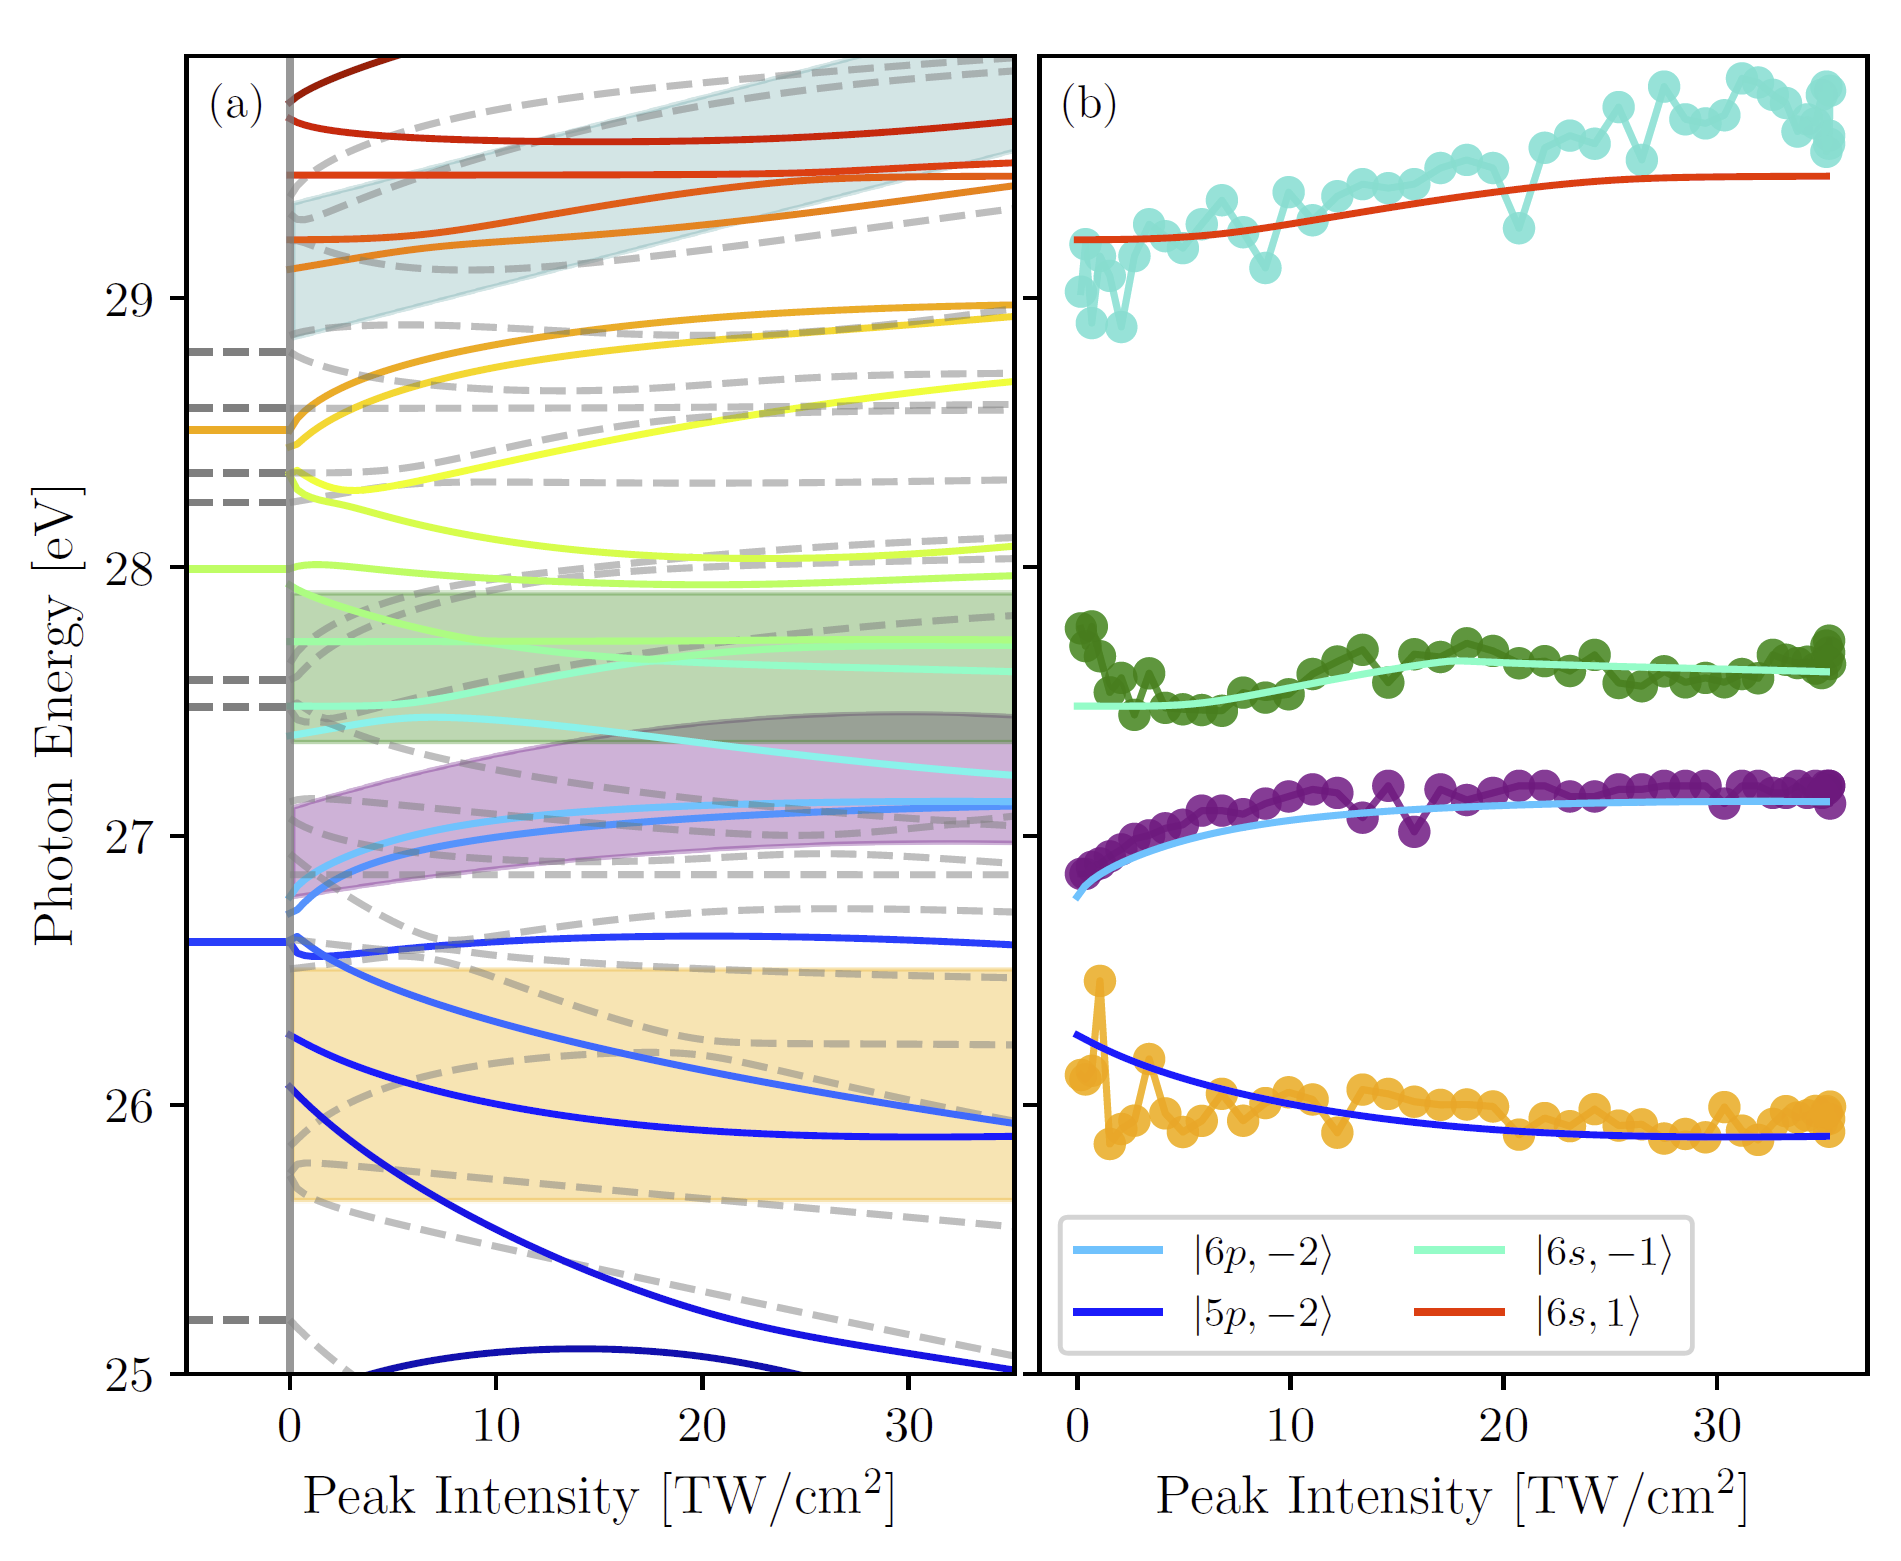 (a)
(b)
29
28
27
26
25
Photon Energy [eV]
0 10 20 30
0 10 20 30
Peak Intensity [TW/cm²]
Peak Intensity [TW/cm²]
|6p, −2⟩
|5p, −2⟩
|6s, −1⟩
|6s, 1⟩